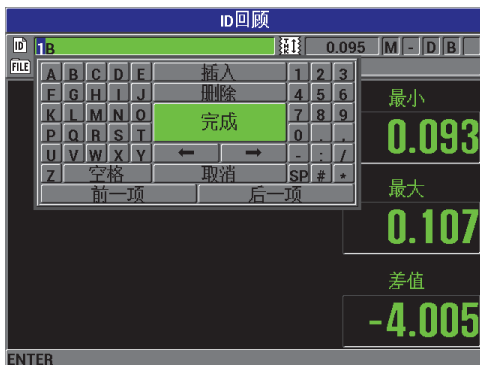 ID回顾
ID 1B 0.095 M - D B
FILE
A B C D E 插入 1 2 3
F G H I J 删除 4 5 6
K L M N O 完成 7 8 9
P Q R S T 0 . ,
U V W X Y ← → - : /
Z 空格 取消 SP # *
前一项 后一项
最小
0.093
最大
0.107
差值
-4.005
ENTER